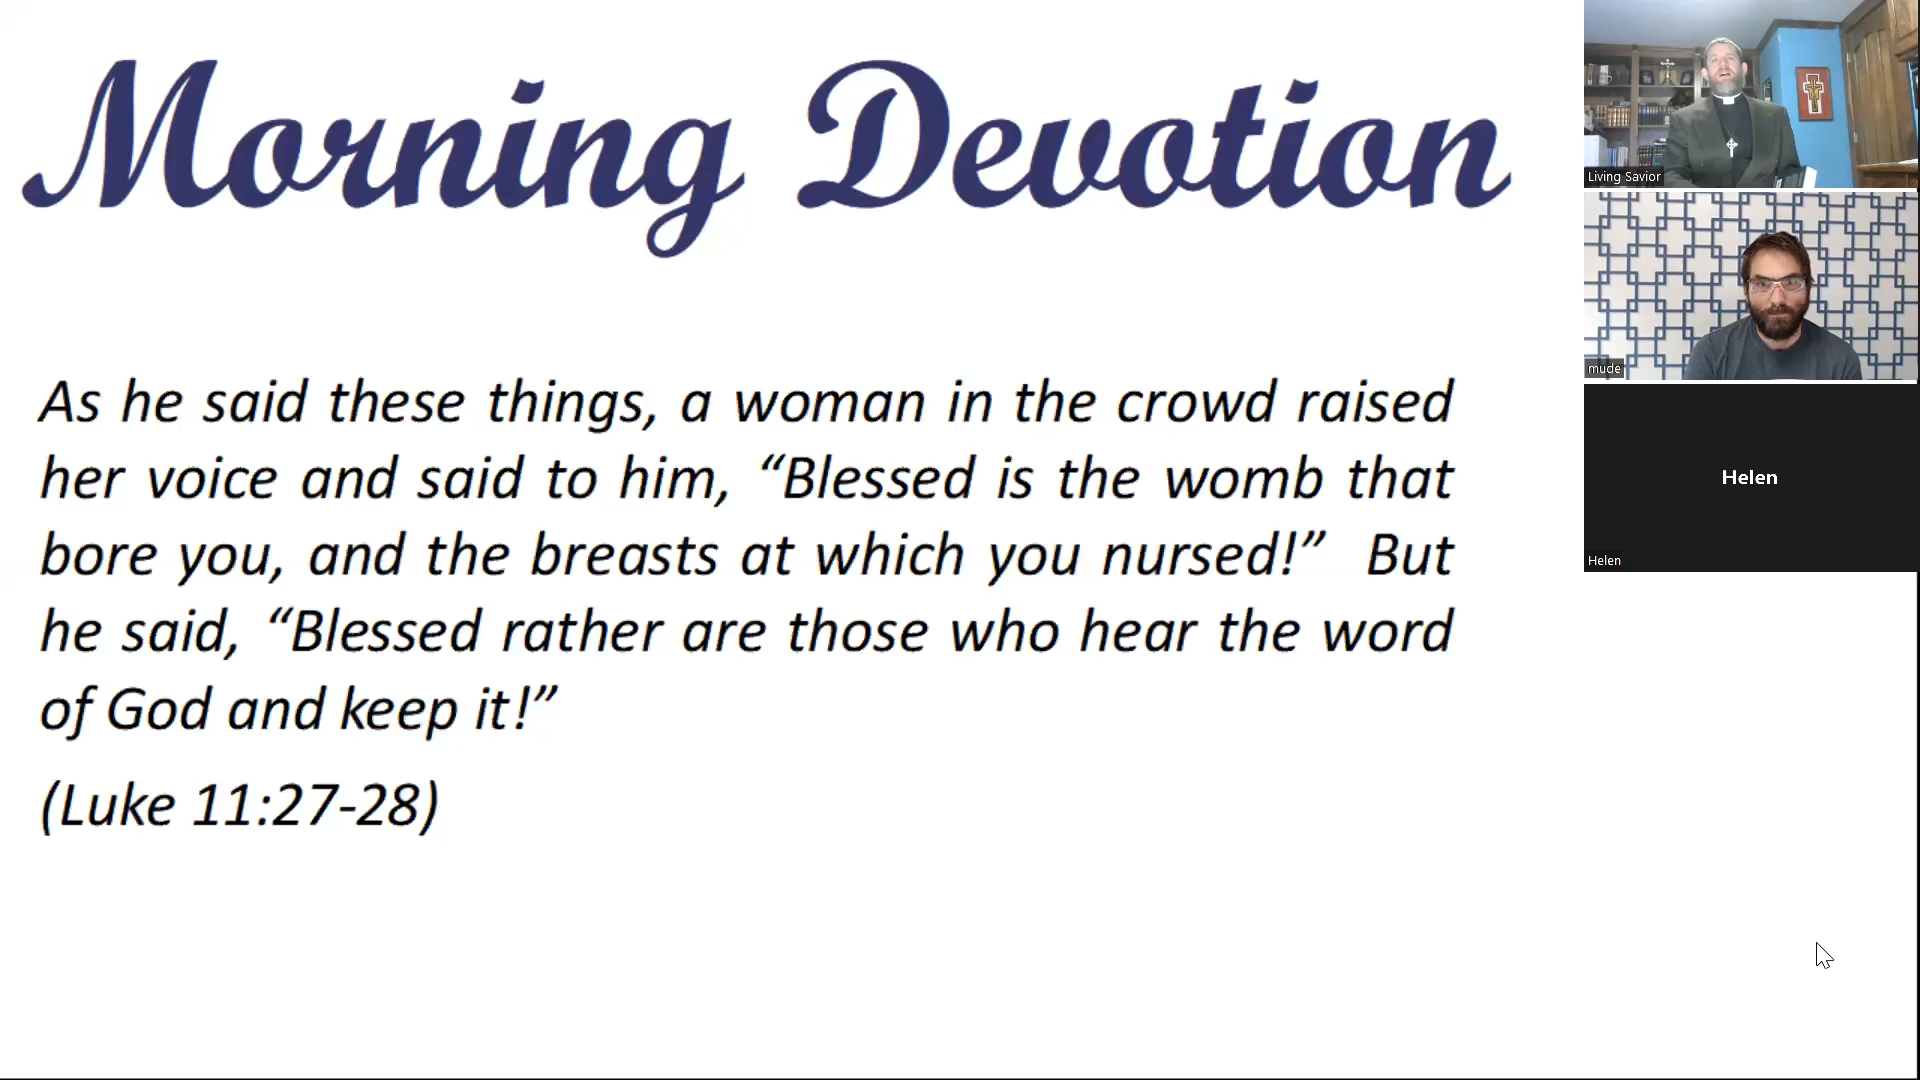 Morning Devotion
As he said these things, a woman in the crowd raised
her voice and said to him, “Blessed is the womb that
bore you, and the breasts at which you nursed!” But
he said, “Blessed rather are those who hear the word
of God and keep it!”
(Luke 11:27-28)
Living Savior
mude
Helen
Helen